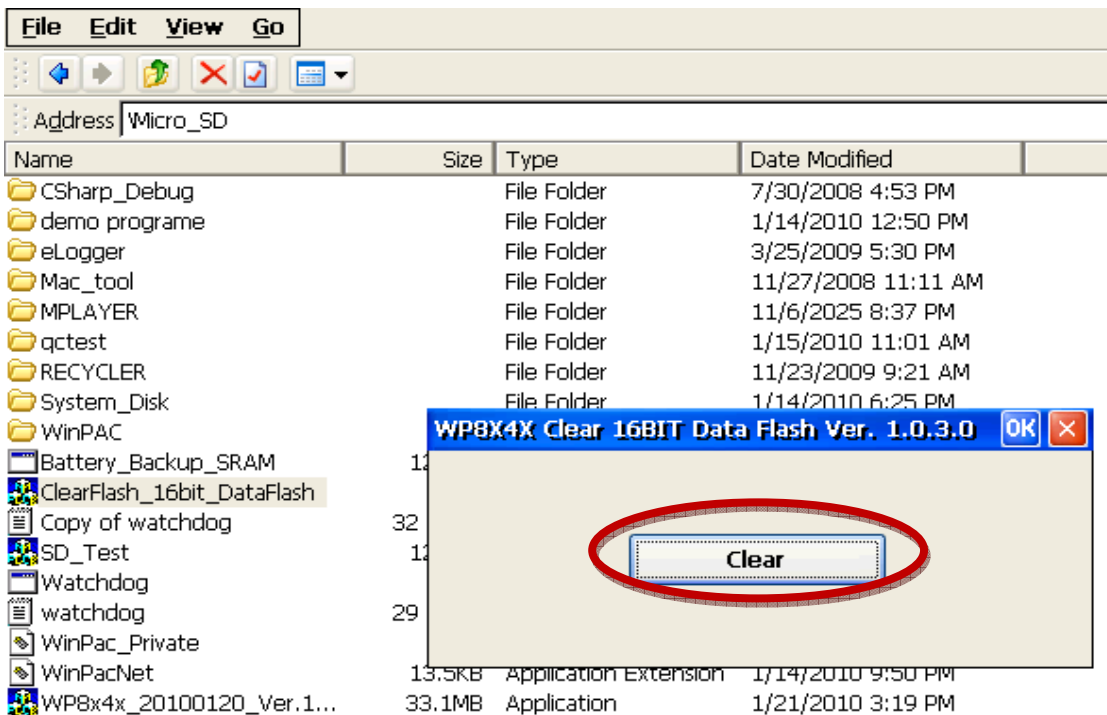 File Edit View Go
Address \Micro_SD
Name Size Type Date Modified
CSharp_Debug File Folder 7/30/2008 4:53 PM
demo programe File Folder 1/14/2010 12:50 PM
eLogger File Folder 3/25/2009 5:30 PM
Mac_tool File Folder 11/27/2008 11:11 AM
MPLAYER File Folder 11/6/2025 8:37 PM
qctest File Folder 1/15/2010 11:01 AM
RECYCLER File Folder 11/23/2009 9:21 AM
System_Disk File Folder 1/14/2010 6:25 PM
WinPAC WP8X4X Clear 16BIT Data Flash Ver. 1.0.3.0 OK
Battery_Backup_SRAM
ClearFlash_16bit_DataFlash
Copy of watchdog 32
SD_Test
Clear
Watchdog
watchdog 29
WinPac_Private
WinPacNet 13.5KB Application Extension 1/14/2010 9:50 PM
WP8x4x_20100120_Ver.1... 33.1MB Application 1/21/2010 3:19 PM